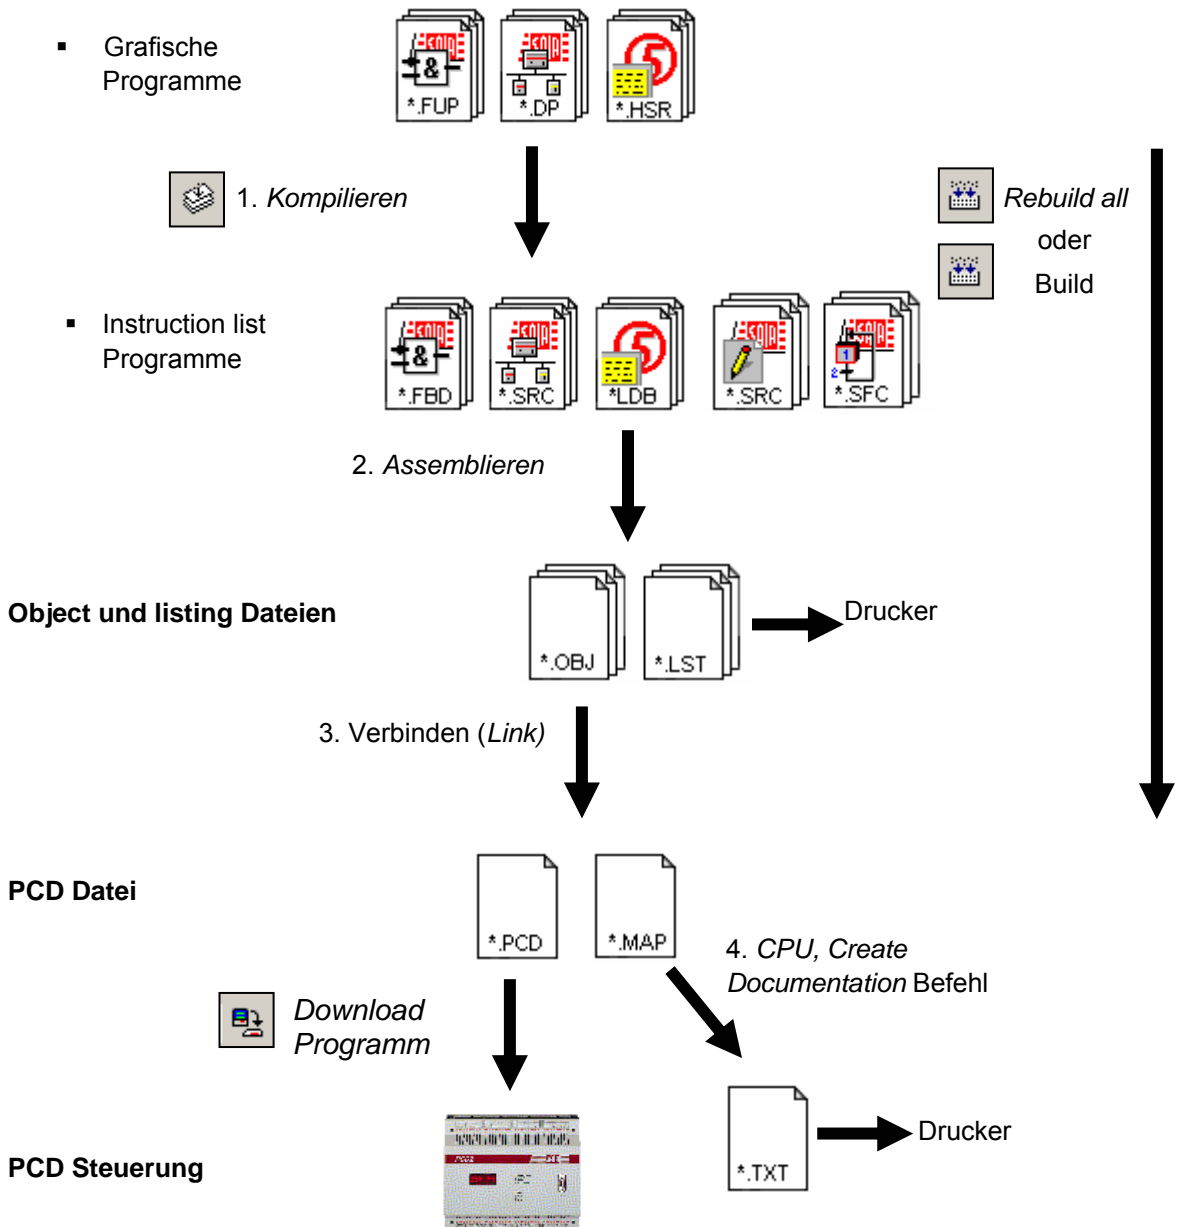 ▪ Grafische
Programme
*.FUP
*.DP
*.HSR
1. Kompilieren
Rebuild all
oder
Build
▪ Instruction list
Programme
*.FBD
*.SRC
*LDB
*.SRC
*.SFC
2. Assemblieren
Object und listing Dateien
*.OBJ
*.LST
Drucker
3. Verbinden (Link)
PCD Datei
*.PCD
*.MAP
4. CPU, Create
Documentation Befehl
Download
Programm
*.TXT
Drucker
PCD Steuerung